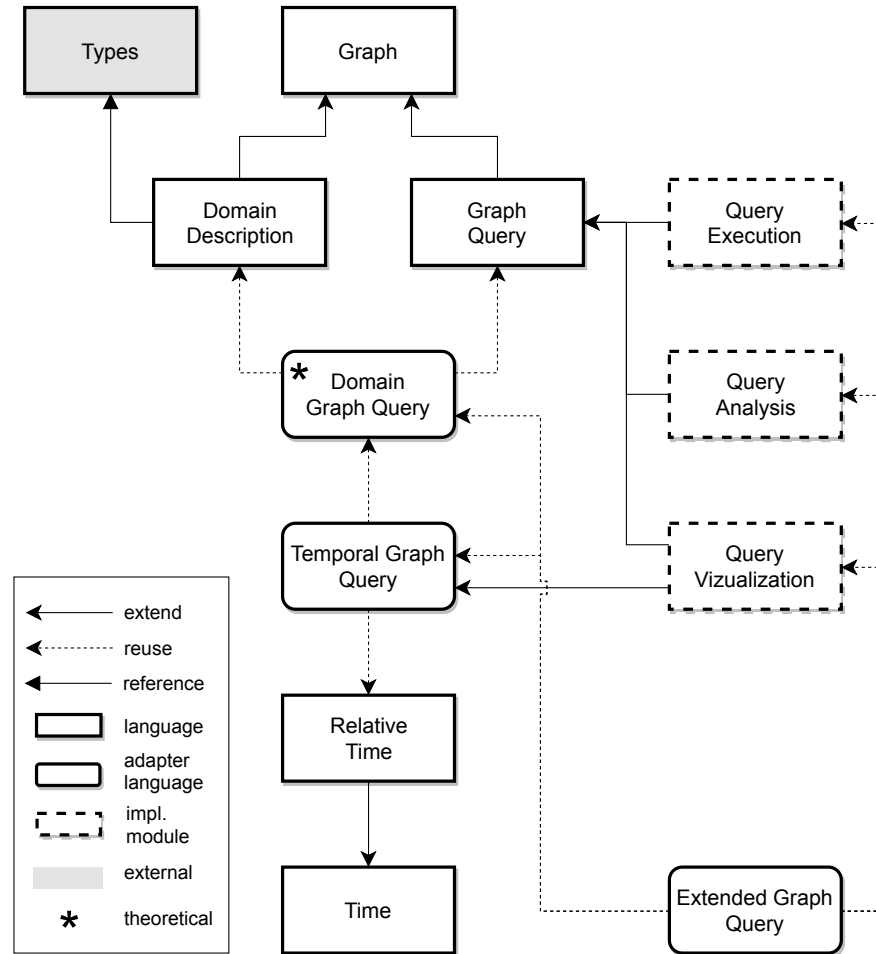 Types
Graph
Domain
Description
Graph
Query
Query
Execution
*
Domain
Graph Query
Query
Analysis
Temporal Graph
Query
Query
Vizualization
extend
reuse
reference
language
adapter
language
impl.
module
external
*
theoretical
Relative
Time
Time
Extended Graph
Query